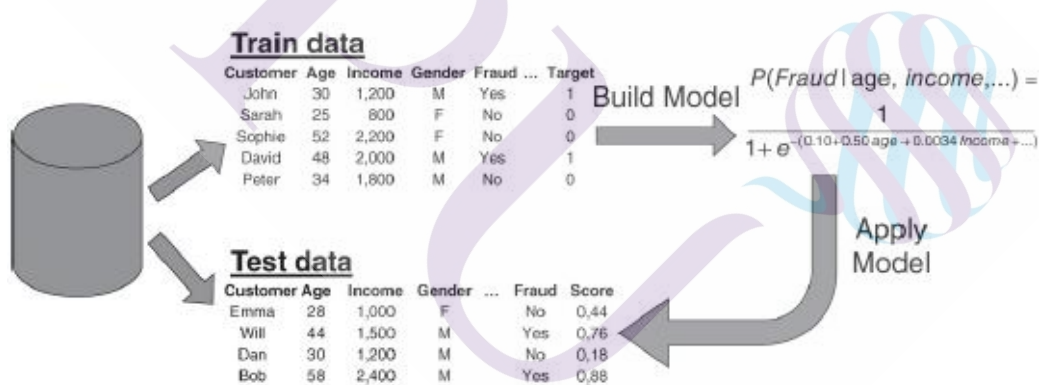 Train data
Customer Age Income Gender Fraud ... Target
John 30 1,200 M Yes 1
Sarah 25 800 F No 0
Sophie 52 2,200 F No 0
David 48 2,000 M Yes 1
Peter 34 1,800 M No 0
Build Model
P(Fraud | age, income,...) =
1
1+ e^-(0.10+0.50 age + 0.0034 Income+...)
Apply
Model
Test data
Customer Age Income Gender ... Fraud Score
Emma 28 1,000 F No 0,44
Will 44 1,500 M Yes 0,76
Dan 30 1,200 M No 0,18
Bob 58 2,400 M Yes 0,88